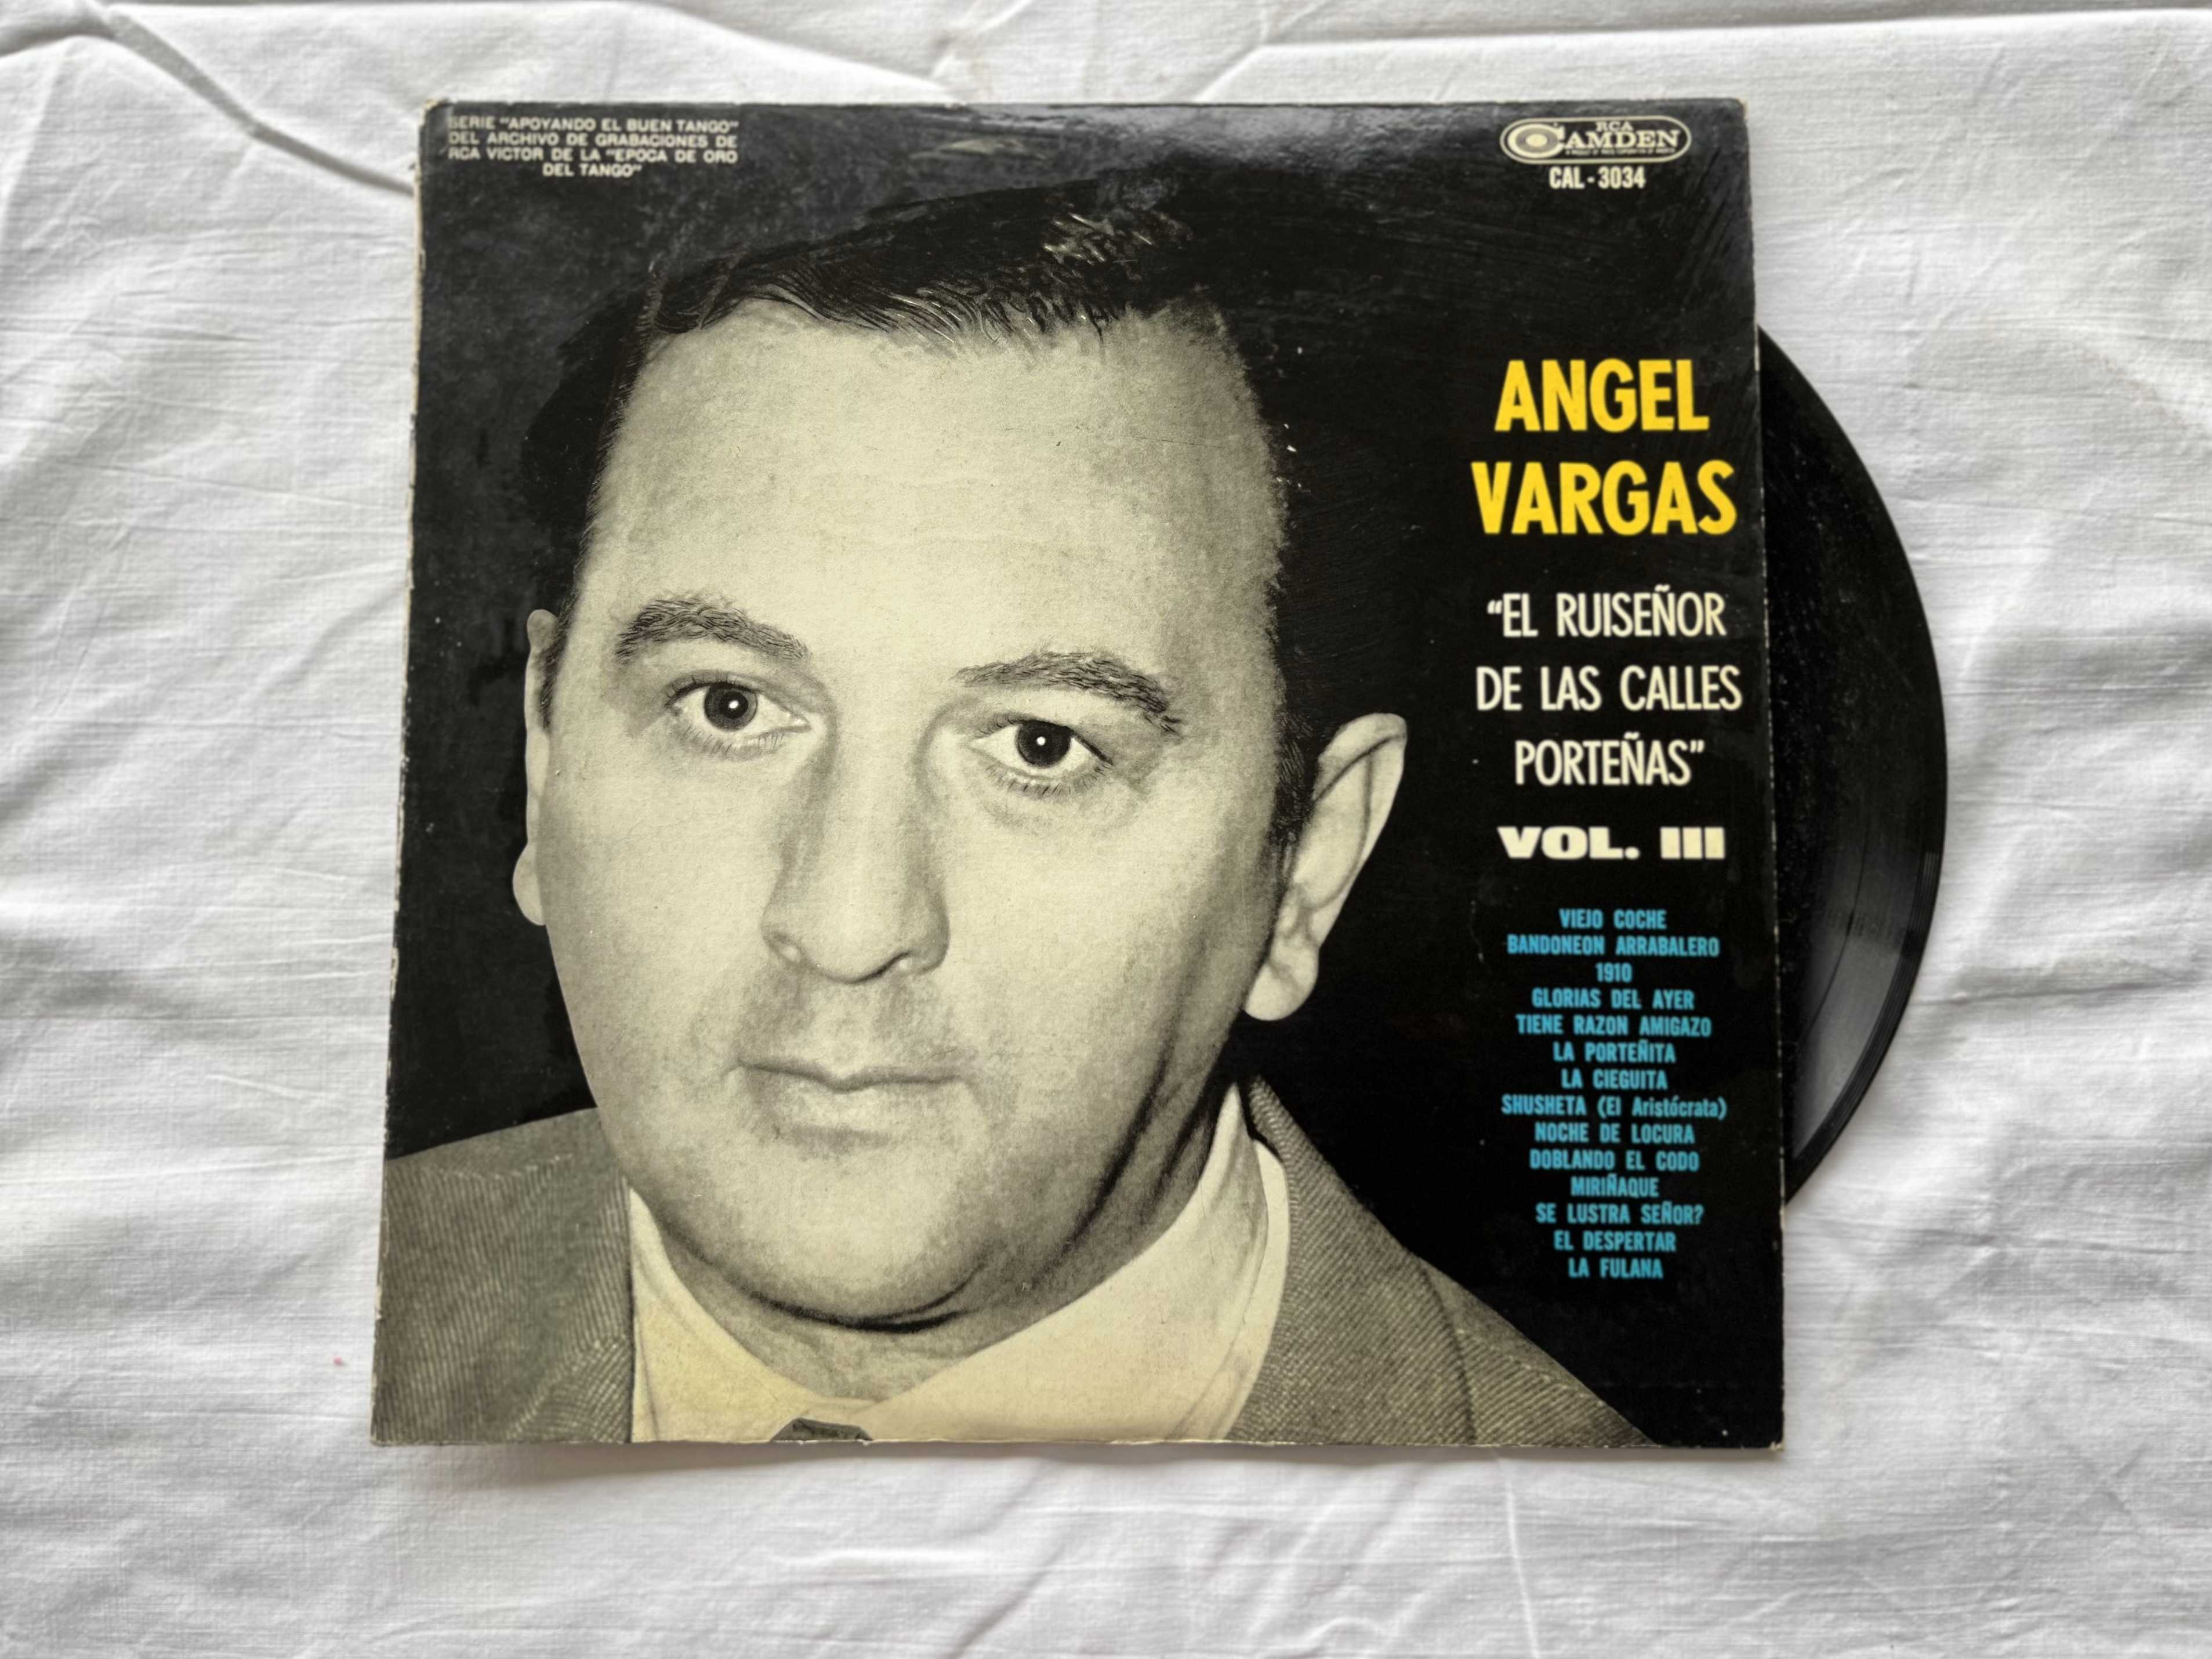 SERIE "APOYANDO EL BUEN TANGO"
DEL ARCHIVO DE GRABACIONES DE
RCA VICTOR DE LA "EPOCA DE ORO
DEL TANGO"
RCA
CAMDEN
CAL-3034
ANGEL
VARGAS
"EL RUISEÑOR
DE LAS CALLES
PORTEÑAS"
VOL. III
VIEJO COCHE
BANDONEON ARRABALERO
1910
GLORIAS DEL AYER
TIENE RAZON AMIGAZO
LA PORTEÑITA
LA CIEGUITA
SHUSHETA (El Aristócrata)
NOCHE DE LOCURA
DOBLANDO EL CODO
MIRIÑAQUE
SE LUSTRA SEÑOR?
EL DESPERTAR
LA FULANA